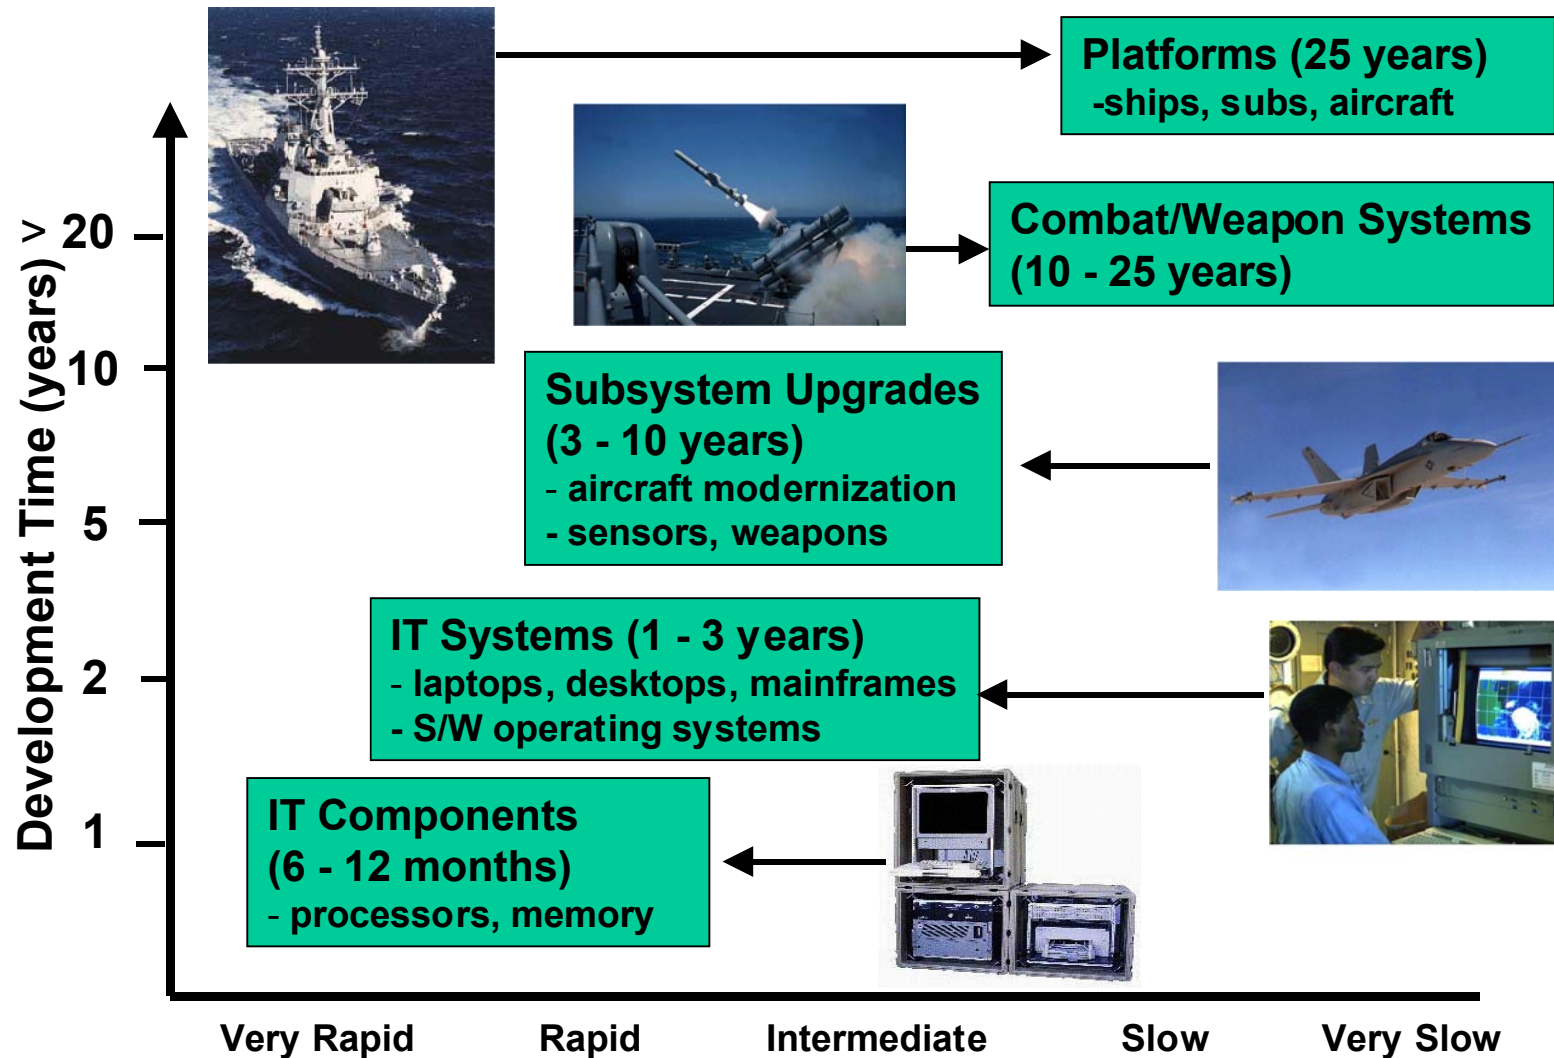 Platforms (25 years)
-ships, subs, aircraft
Combat/Weapon Systems
(10 - 25 years)
Subsystem Upgrades
(3 - 10 years)
- aircraft modernization
- sensors, weapons
IT Systems (1 - 3 years)
- laptops, desktops, mainframes
- S/W operating systems
IT Components
(6 - 12 months)
- processors, memory
Development Time (years) >
20
10
5
2
1
Very Rapid
Rapid
Intermediate
Slow
Very Slow